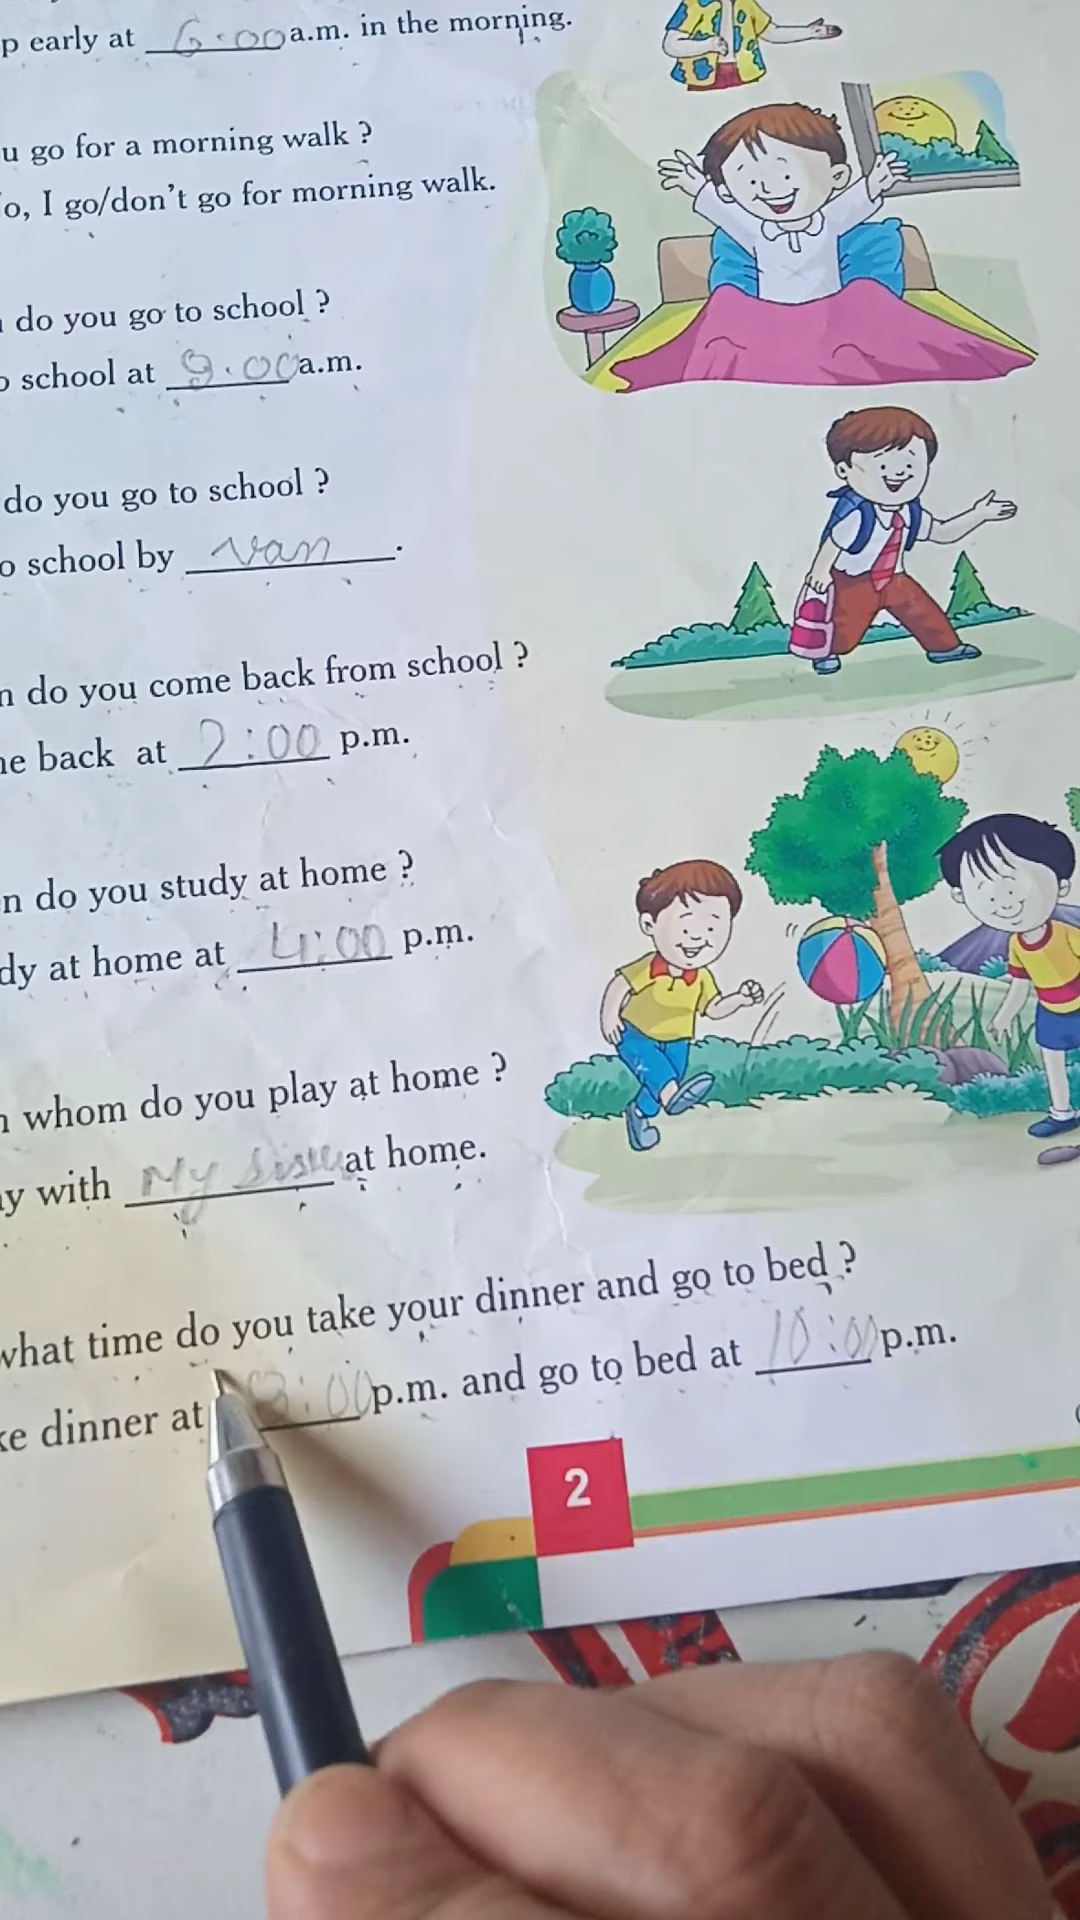 p early at 6:00 a.m. in the morning.
u go for a morning walk ?
o, I go/don't go for morning walk.
do you go to school ?
school at 9.00 a.m.
do you go to school ?
o school by van.
n do you come back from school ?
e back at 2:00 p.m.
n do you study at home ?
dy at home at 4:00 p.m.
whom do you play at home ?
y with My sister at home.
what time do you take your dinner and go to bed ?
ke dinner at :00 p.m. and go to bed at 10:00 p.m.
2